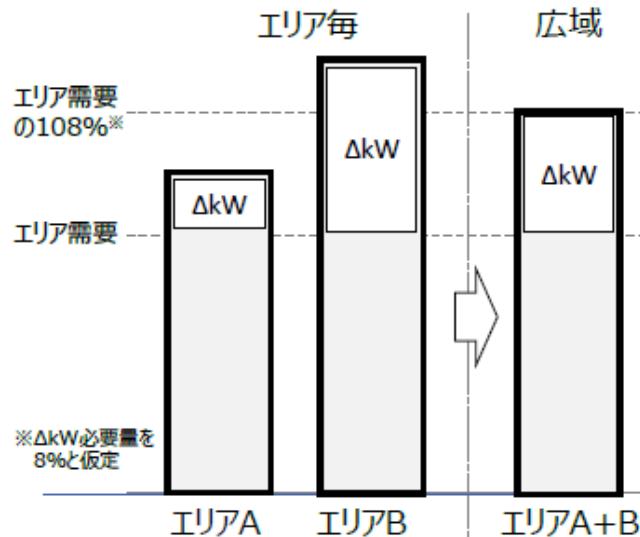 エリア毎
広域
エリア需要
の108%※
ΔkW
ΔkW
ΔkW
エリア需要
※ΔkW必要量を
8%と仮定
エリアA
エリアB
エリアA+B